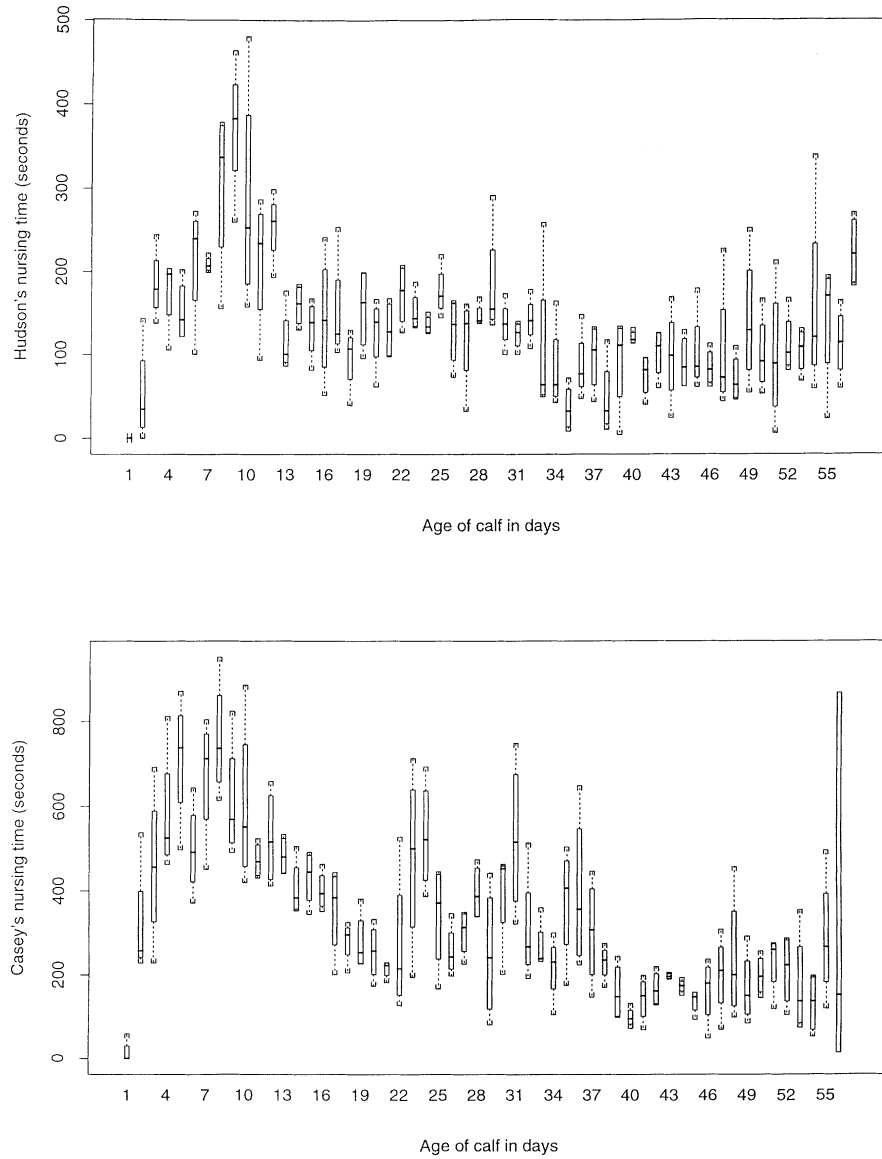 500
400
300
200
100
0
Hudson's nursing time (seconds)
1 4 7 10 13 16 19 22 25 28 31 34 37 40 43 46 49 52 55
Age of calf in days
800
600
400
200
0
Casey's nursing time (seconds)
1 4 7 10 13 16 19 22 25 28 31 34 37 40 43 46 49 52 55
Age of calf in days